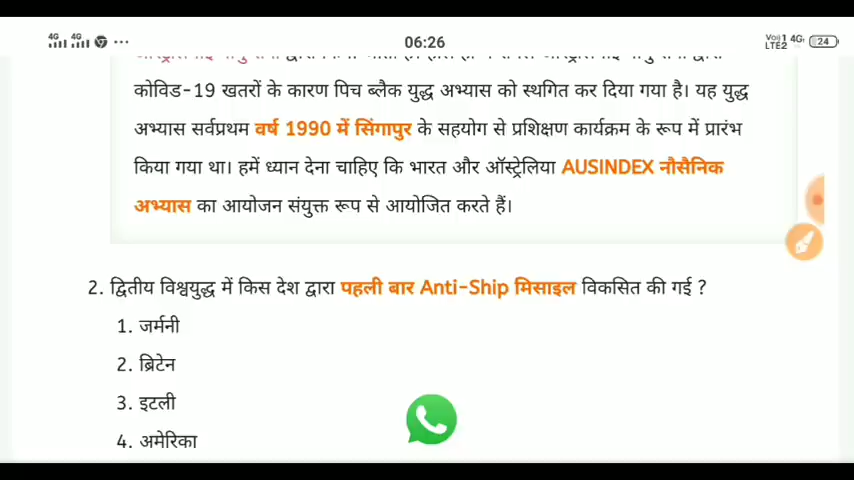 06:26
4G 4G
Voij 1 4G
LTE2
24
कोविड-19 खतरों के कारण पिच ब्लैक युद्ध अभ्यास को स्थगित कर दिया गया है। यह युद्ध
अभ्यास सर्वप्रथम वर्ष 1990 में सिंगापुर के सहयोग से प्रशिक्षण कार्यक्रम के रूप में प्रारंभ
किया गया था। हमें ध्यान देना चाहिए कि भारत और ऑस्ट्रेलिया AUSINDEX नौसैनिक
अभ्यास का आयोजन संयुक्त रूप से आयोजित करते हैं।
2. द्वितीय विश्वयुद्ध में किस देश द्वारा पहली बार Anti-Ship मिसाइल विकसित की गई ?
1. जर्मनी
2. ब्रिटेन
3. इटली
4. अमेरिका